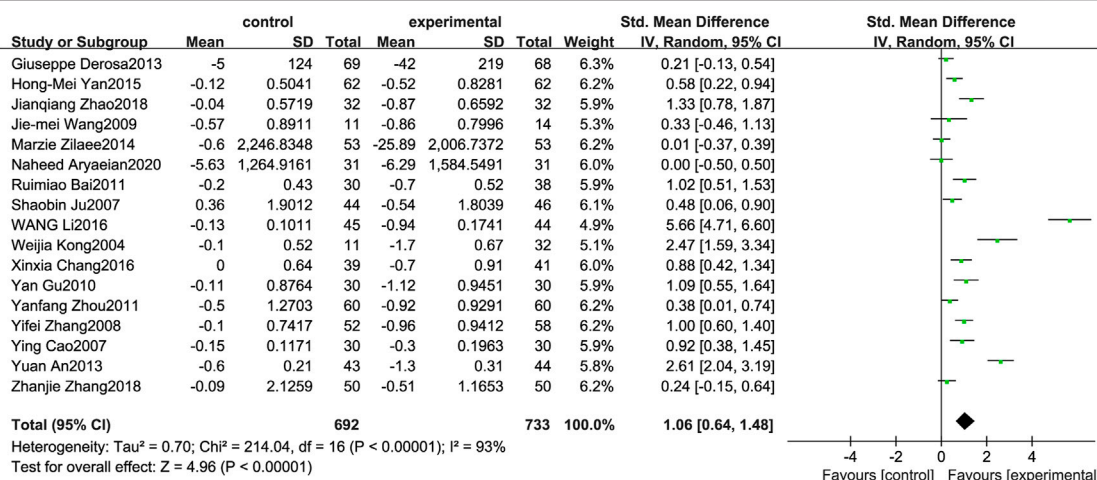 control experimental Std. Mean Difference Std. Mean Difference
Study or Subgroup Mean SD Total Mean SD Total Weight IV, Random, 95% CI IV, Random, 95% CI
Giuseppe Derosa2013 -5 124 69 -42 219 68 6.3% 0.21 [-0.13, 0.54]
Hong-Mei Yan2015 -0.12 0.5041 62 -0.52 0.8281 62 6.2% 0.58 [0.22, 0.94]
Jianqiang Zhao2018 -0.04 0.5719 32 -0.87 0.6592 32 5.9% 1.33 [0.78, 1.87]
Jie-mei Wang2009 -0.57 0.8911 11 -0.86 0.7996 14 5.3% 0.33 [-0.46, 1.13]
Marzie Zilaee2014 -0.6 2,246.8348 53 -25.89 2,006.7372 53 6.2% 0.01 [-0.37, 0.39]
Naheed Aryaeian2020 -5.63 1,264.9161 31 -6.29 1,584.5491 31 6.0% 0.00 [-0.50, 0.50]
Ruimiao Bai2011 -0.2 0.43 30 -0.7 0.52 38 5.9% 1.02 [0.51, 1.53]
Shaobin Ju2007 0.36 1.9012 44 -0.54 1.8039 46 6.1% 0.48 [0.06, 0.90]
WANG Li2016 -0.13 0.1011 45 -0.94 0.1741 44 4.9% 5.66 [4.71, 6.60]
Weijia Kong2004 -0.1 0.52 11 -1.7 0.67 32 5.1% 2.47 [1.59, 3.34]
Xinxia Chang2016 0 0.64 39 -0.7 0.91 41 6.0% 0.88 [0.42, 1.34]
Yan Gu2010 -0.11 0.8764 30 -1.12 0.9451 30 5.9% 1.09 [0.55, 1.64]
Yanfang Zhou2011 -0.5 1.2703 60 -0.92 0.9291 60 6.2% 0.38 [0.01, 0.74]
Yifei Zhang2008 -0.1 0.7417 52 -0.96 0.9412 58 6.2% 1.00 [0.60, 1.40]
Ying Cao2007 -0.15 0.1171 30 -0.3 0.1963 30 5.9% 0.92 [0.38, 1.45]
Yuan An2013 -0.6 0.21 43 -1.3 0.31 44 5.8% 2.61 [2.04, 3.19]
Zhanjie Zhang2018 -0.09 2.1259 50 -0.51 1.1653 50 6.2% 0.24 [-0.15, 0.64]
Total (95% CI) 692 733 100.0% 1.06 [0.64, 1.48]
Heterogeneity: Tau² = 0.70; Chi² = 214.04, df = 16 (P < 0.00001); I² = 93%
Test for overall effect: Z = 4.96 (P < 0.00001)
-4 -2 0 2 4
Favours [control] Favours [experimental